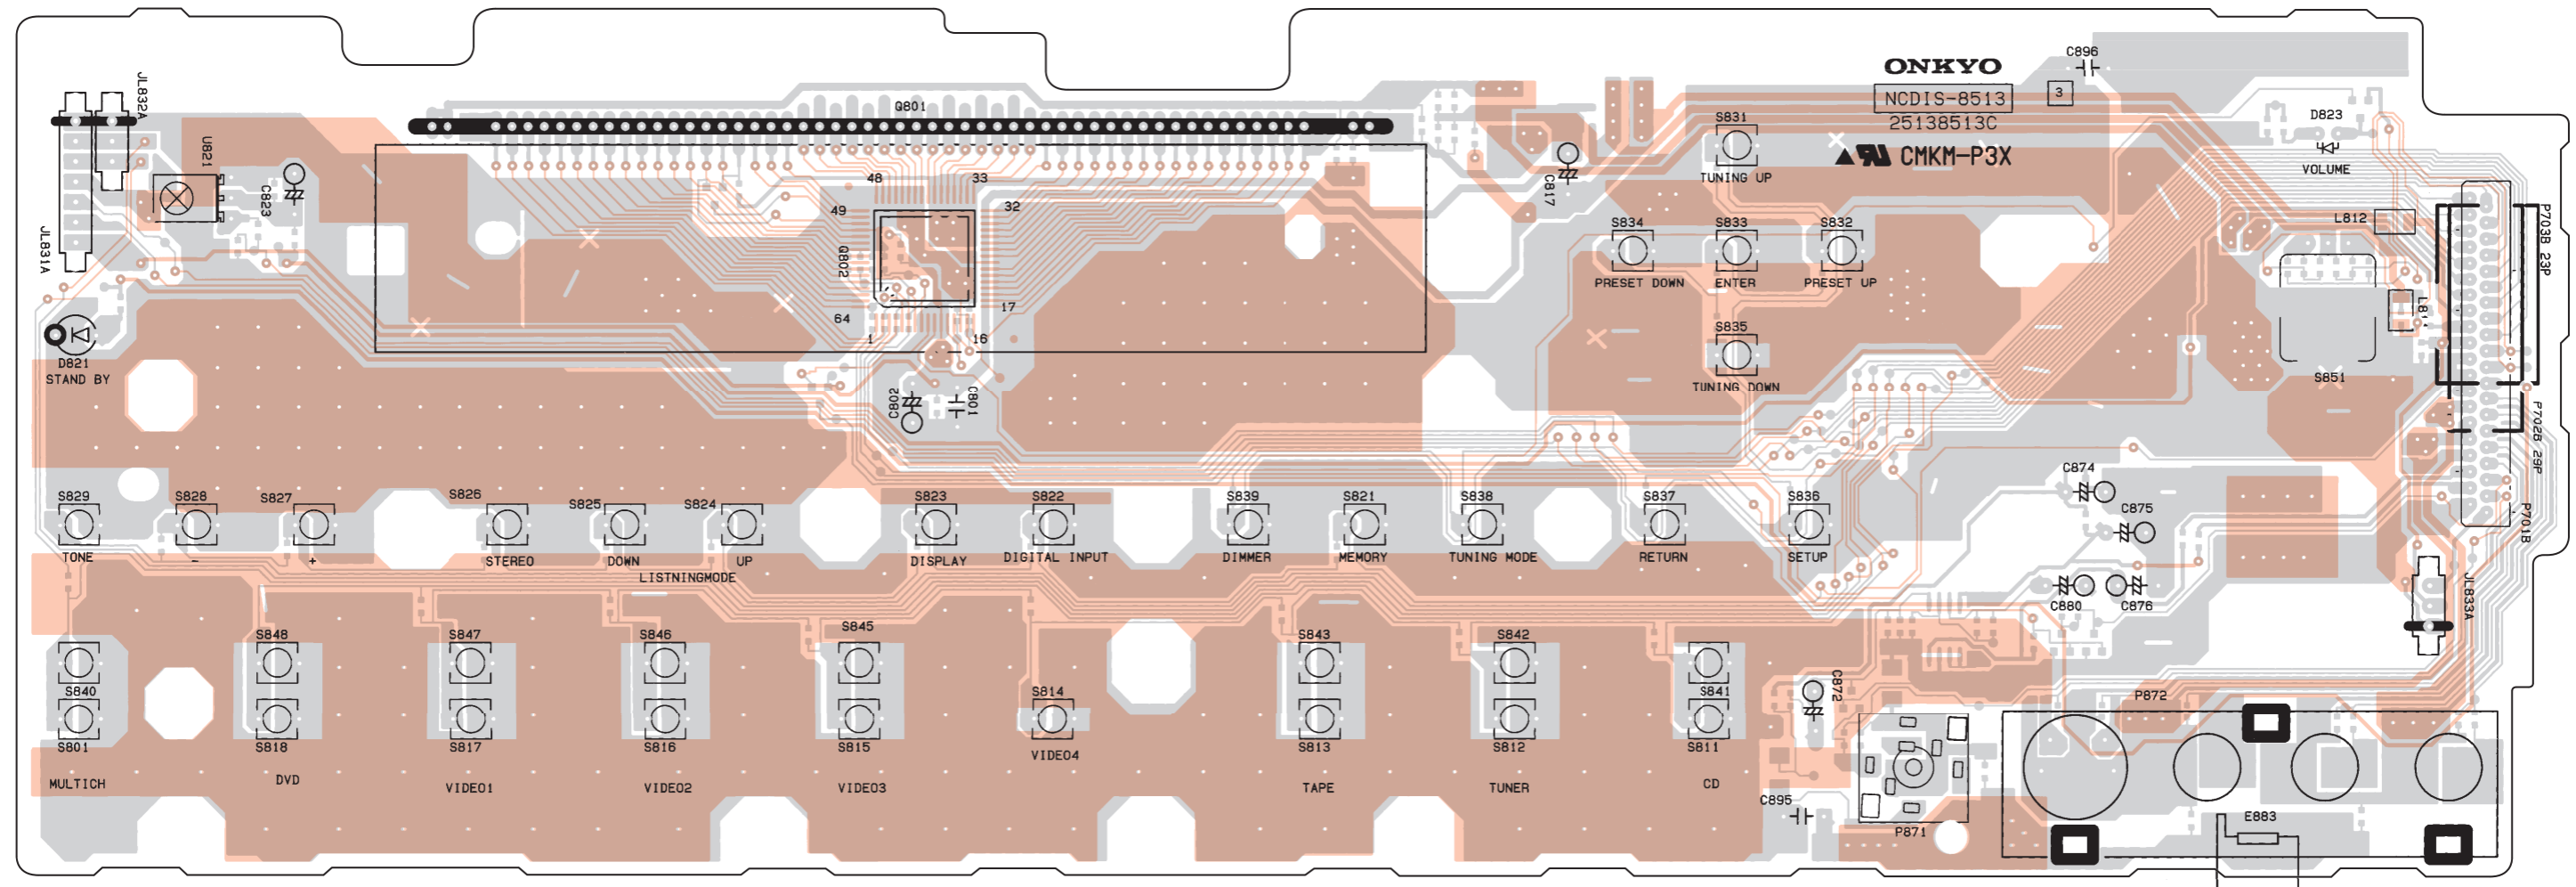 C896
ONKYO
NCDIS-8513
3
25138513C
CMKM-P3X
JL832A
Q801
S831
TUNING UP
D823
VOLUME
U821
C823
C817
48
33
49
32
Q802
64
17
1
16
JL831A
S834
S833
S832
PRESET DOWN
ENTER
PRESET UP
L812
P703B 23P
S835
TUNING DOWN
S851
D821
STAND BY
C802
C801
P702B 29P
P701B
C874
C875
C880
C876
S829
S828
S827
S826
S825
S824
S823
S822
S839
S821
S838
S837
S836
TONE
-
+
STEREO
DOWN
UP
DISPLAY
DIGITAL INPUT
DIMMER
MEMORY
TUNING MODE
RETURN
SETUP
LISTNINGMODE
JL833A
S848
S847
S846
S845
S843
S842
S840
S814
S841
C872
P872
S801
S818
S817
S816
S815
S813
S812
S811
MULTICH
DVD
VIDEO1
VIDEO2
VIDEO3
VIDEO4
TAPE
TUNER
CD
C895
P871
E883